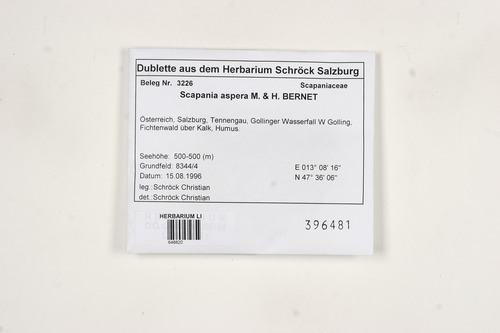 Dublette aus dem Herbarium Schröck Salzburg
Beleg Nr. 3226 Scapaniaceae
Scapania aspera M. & H. BERNET
Österreich, Salzburg, Tennengau, Gollinger Wasserfall W Golling,
Fichtenwald über Kalk, Humus.
Seehöhe: 500-500 (m)
Grundfeld: 8344/4 E 013° 08' 16"
Datum: 15.08.1996 N 47° 36' 06"
leg.: Schröck Christian
det.: Schröck Christian
HERBARIUM LI
646620
396481